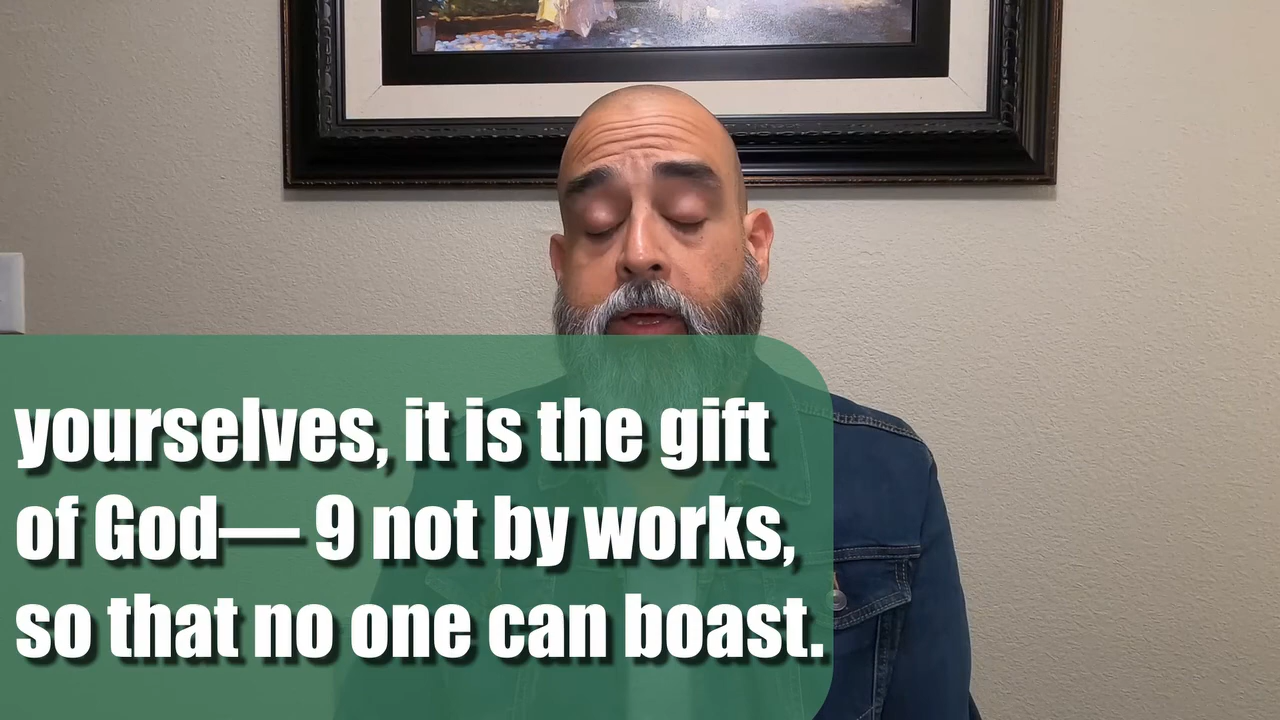 yourselves, it is the gift
of God— 9 not by works,
so that no one can boast.